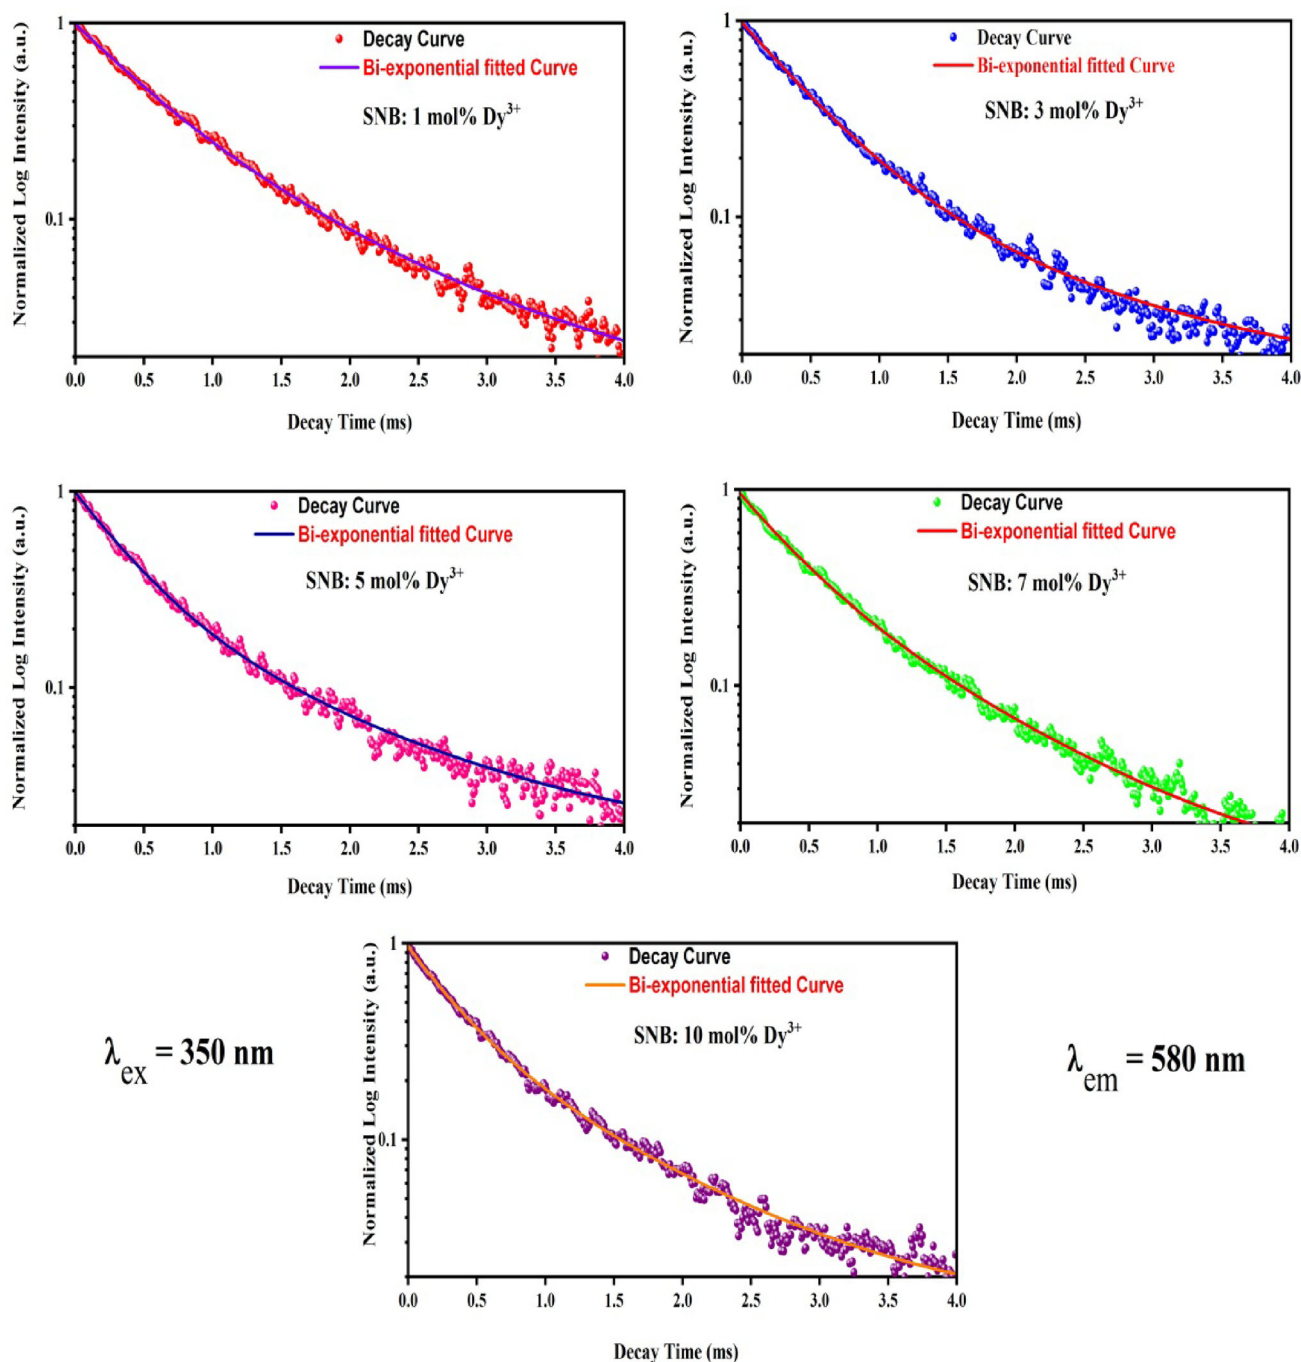 1
0.1
Normalized Log Intensity (a.u.)
Decay Curve
Bi-exponential fitted Curve
SNB: 1 mol% Dy³⁺
0.0 0.5 1.0 1.5 2.0 2.5 3.0 3.5 4.0
Decay Time (ms)
1
0.1
Normalized Log Intensity (a.u.)
Decay Curve
Bi-exponential fitted Curve
SNB: 3 mol% Dy³⁺
0.0 0.5 1.0 1.5 2.0 2.5 3.0 3.5 4.0
Decay Time (ms)
1
0.1
Normalized Log Intensity (a.u.)
Decay Curve
Bi-exponential fitted Curve
SNB: 5 mol% Dy³⁺
0.0 0.5 1.0 1.5 2.0 2.5 3.0 3.5 4.0
Decay Time (ms)
1
0.1
Normalized Log Intensity (a.u.)
Decay Curve
Bi-exponential fitted Curve
SNB: 7 mol% Dy³⁺
0.0 0.5 1.0 1.5 2.0 2.5 3.0 3.5 4.0
Decay Time (ms)
λex = 350 nm
1
0.1
Normalized Log Intensity (a.u.)
Decay Curve
Bi-exponential fitted Curve
SNB: 10 mol% Dy³⁺
0.0 0.5 1.0 1.5 2.0 2.5 3.0 3.5 4.0
Decay Time (ms)
λem = 580 nm